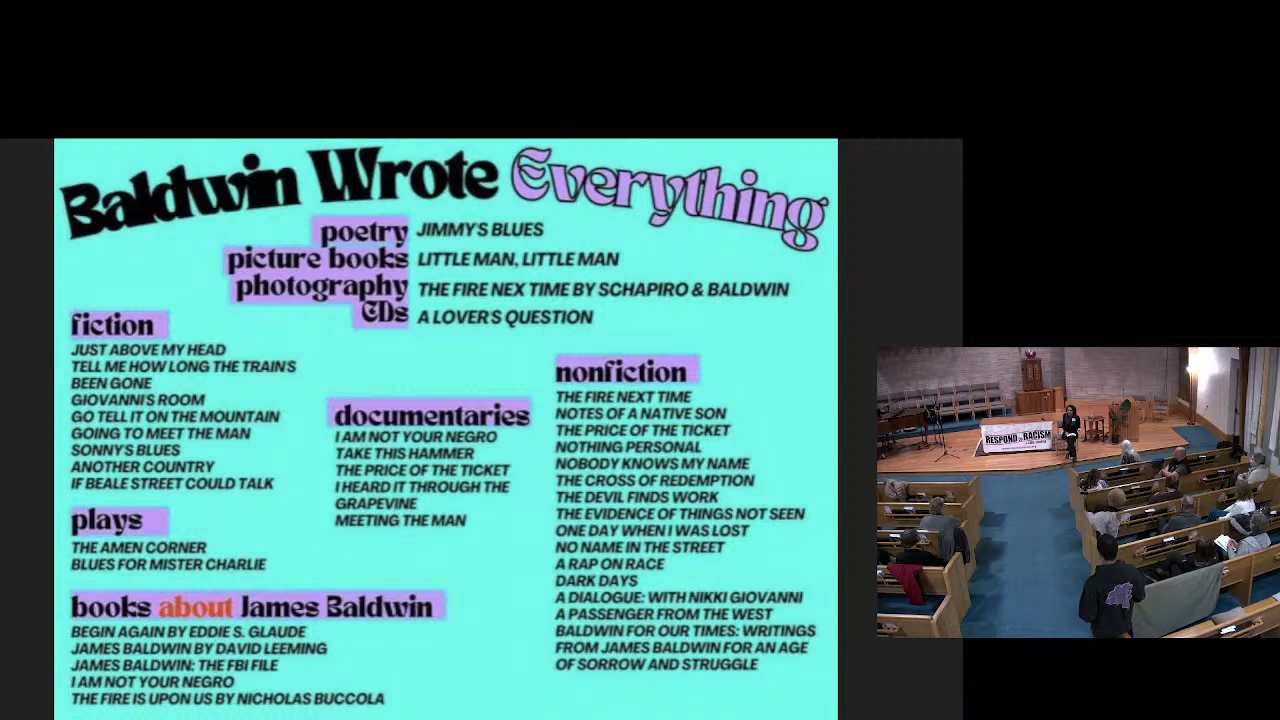 Baldwin Wrote Everything
poetry JIMMY'S BLUES
picture books LITTLE MAN, LITTLE MAN
photography THE FIRE NEX TIME BY SCHAPIRO & BALDWIN
CDs A LOVER'S QUESTION
fiction
JUST ABOVE MY HEAD
TELL ME HOW LONG THE TRAIN'S
BEEN GONE
GIOVANNI'S ROOM
GO TELL IT ON THE MOUNTAIN
GOING TO MEET THE MAN
SONNY'S BLUES
ANOTHER COUNTRY
IF BEALE STREET COULD TALK
plays
THE AMEN CORNER
BLUES FOR MISTER CHARLIE
documentaries
I AM NOT YOUR NEGRO
TAKE THIS HAMMER
THE PRICE OF THE TICKET
I HEARD IT THROUGH THE
GRAPEVINE
MEETING THE MAN
nonfiction
THE FIRE NEXT TIME
NOTES OF A NATIVE SON
THE PRICE OF THE TICKET
NOTHING PERSONAL
NOBODY KNOWS MY NAME
THE CROSS OF REDEMPTION
THE DEVIL FINDS WORK
THE EVIDENCE OF THINGS NOT SEEN
ONE DAY WHEN I WAS LOST
NO NAME IN THE STREET
A RAP ON RACE
DARK DAYS
A DIALOGUE: WITH NIKKI GIOVANNI
A PASSENGER FROM THE WEST
BALDWIN FOR OUR TIMES: WRITINGS
FROM JAMES BALDWIN FOR AN AGE
OF SORROW AND STRUGGLE
books about James Baldwin
BEGIN AGAIN BY EDDIE S. GLAUDE
JAMES BALDWIN BY DAVID LEEMING
JAMES BALDWIN: THE FBI FILE
I AM NOT YOUR NEGRO
THE FIRE IS UPON US BY NICHOLAS BUCCOLA
RESPOND TO RACISM